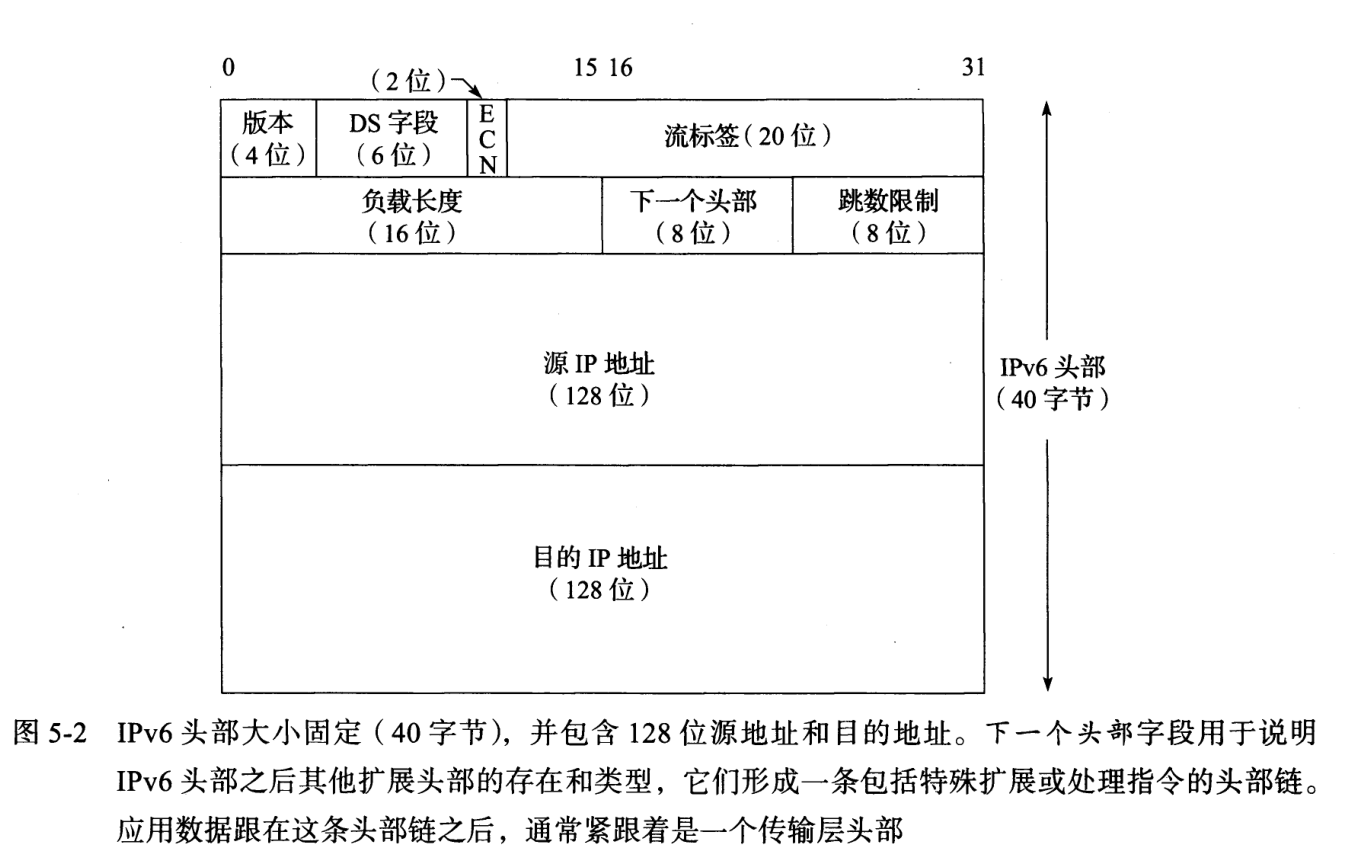 0 15 16 31
（2位）
版本 DS 字段 E
C
N 流标签（20 位）
（4位） （6位）
负载长度 下一个头部 跳数限制
（16位） （8位） （8位）
源 IP 地址
（128 位）
IPv6 头部
（40 字节）
目的 IP 地址
（128 位）
图 5-2 IPv6 头部大小固定（40 字节），并包含 128 位源地址和目的地址。下一个头部字段用于说明
IPv6 头部之后其他扩展头部的存在和类型，它们形成一条包括特殊扩展或处理指令的头部链。
应用数据跟在这条头部链之后，通常紧跟着是一个传输层头部